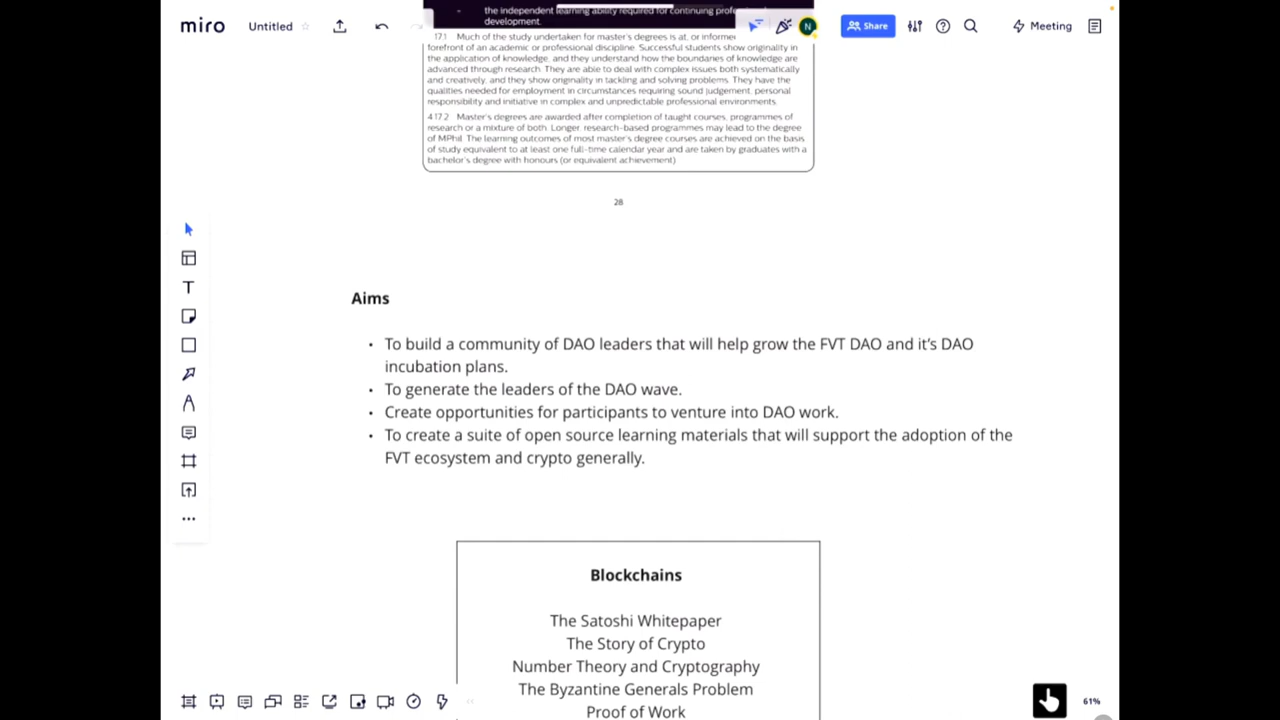 the independent learning ability required for continuing
development.
miro
Untitled
N
Share
Meeting
17.1 Much of the study undertaken for master's degrees is at, or informed
forefront of an academic or professional discipline. Successful students show originality in
the application of knowledge, and they understand how the boundaries of knowledge are
advanced through research. They are able to deal with complex issues both systematically
and creatively, and they show originality in tackling and solving problems. They have the
qualities needed for employment in circumstances requiring sound judgement, personal
responsibility and initiative in complex and unpredictable professional environments.
4.17.2 Master's degrees are awarded after completion of taught courses, programmes of
research or a mixture of both. Longer, research-based programmes may lead to the degree
of MPhil. The learning outcomes of most master's degree courses are achieved on the basis
of study equivalent to at least one full-time calendar year and are taken by graduates with a
bachelor's degree with honours (or equivalent achievement)
28
Aims
• To build a community of DAO leaders that will help grow the FVT DAO and it's DAO
incubation plans.
• To generate the leaders of the DAO wave.
• Create opportunities for participants to venture into DAO work.
• To create a suite of open source learning materials that will support the adoption of the
FVT ecosystem and crypto generally.
Blockchains
The Satoshi Whitepaper
The Story of Crypto
Number Theory and Cryptography
The Byzantine Generals Problem
Proof of Work
61%